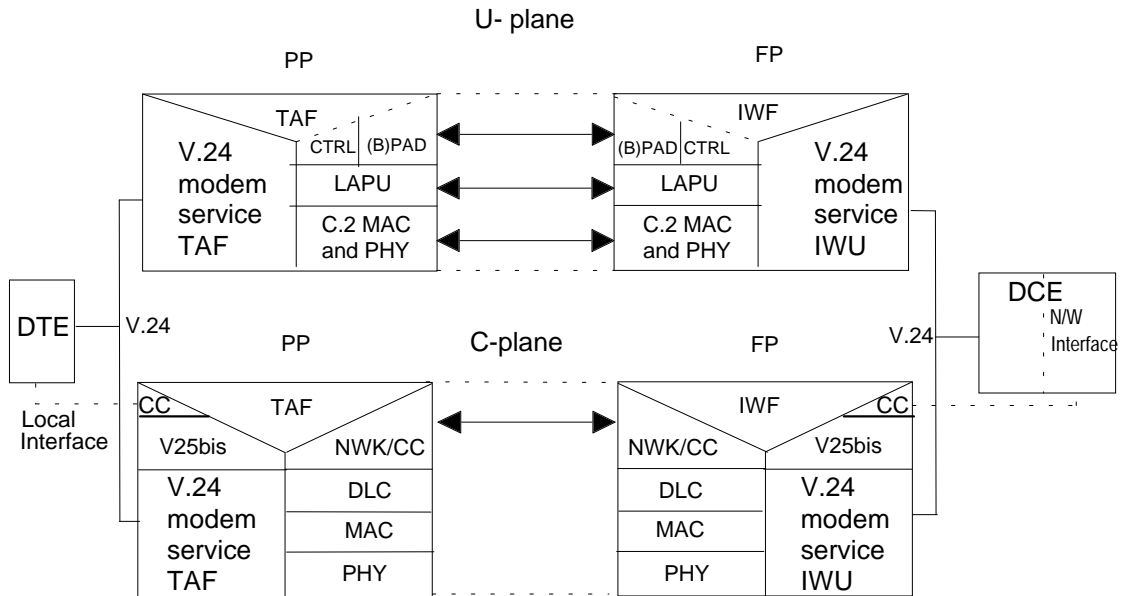 U- plane
PP
FP
TAF
CTRL
(B)PAD
V.24
modem
service
TAF
LAPU
C.2 MAC
and PHY
IWF
(B)PAD
CTRL
V.24
modem
service
IWU
LAPU
C.2 MAC
and PHY
DTE
V.24
Local
Interface
DCE
N/W
Interface
V.24
C-plane
PP
FP
CC
TAF
V25bis
NWK/CC
V.24
modem
service
TAF
DLC
MAC
PHY
IWF
CC
NWK/CC
V25bis
DLC
MAC
PHY
V.24
modem
service
IWU